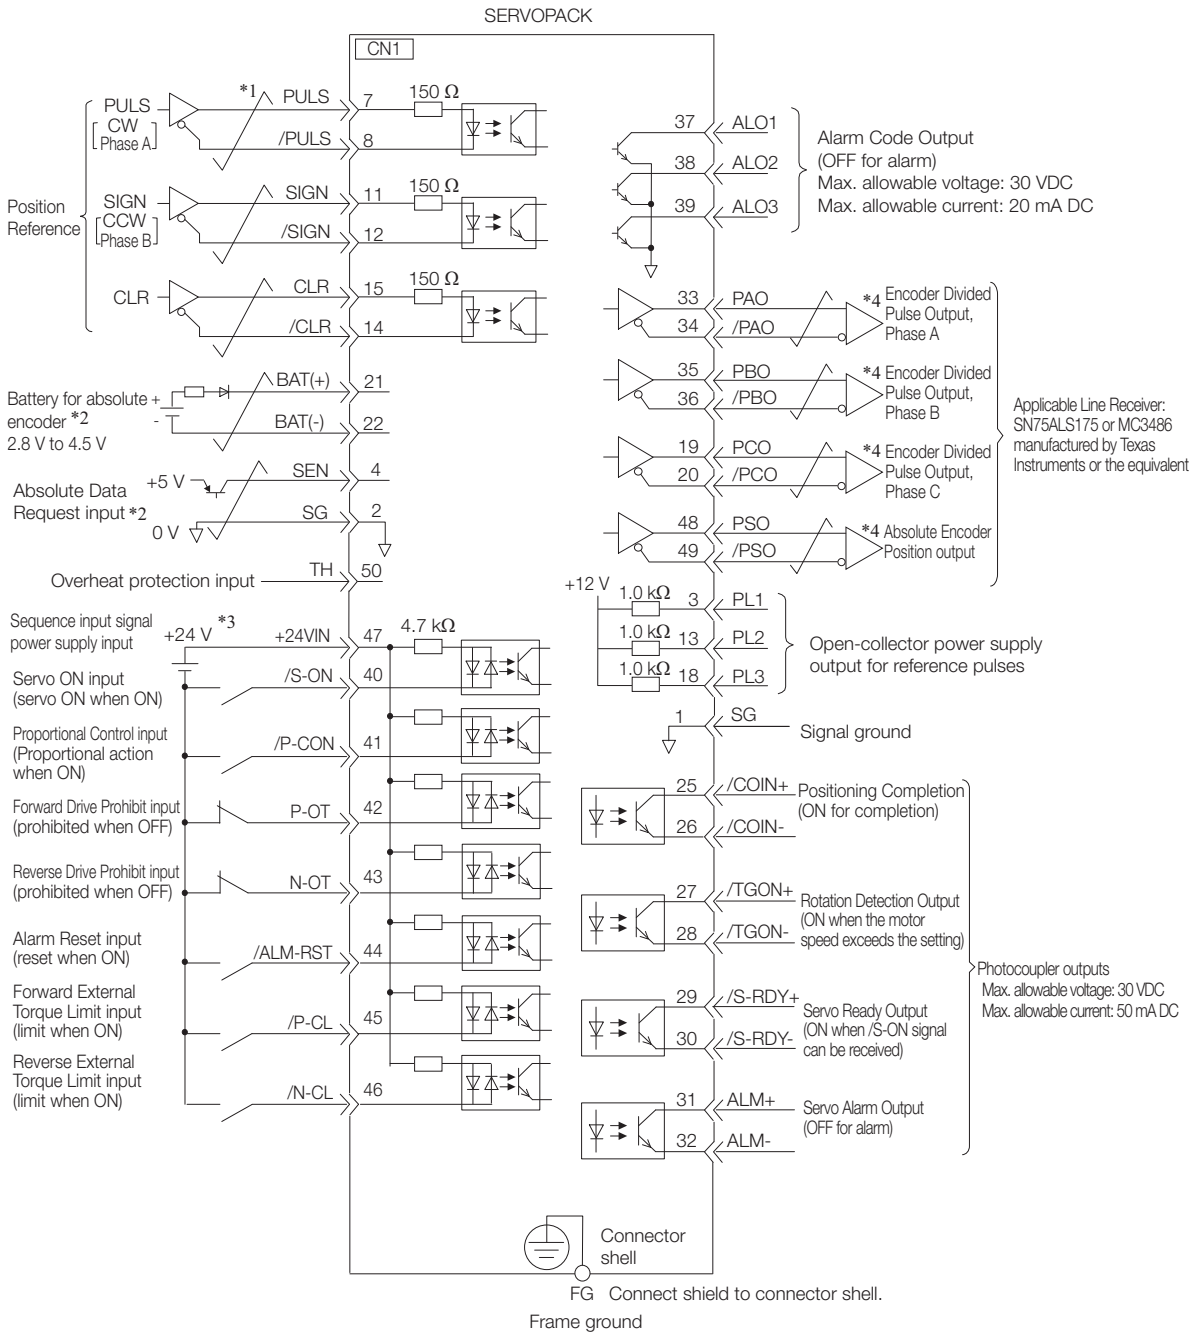 SERVOPACK
CN1
Position
Reference
PULS
CW
Phase A
*1
PULS
7
150 Ω
/PULS
8
SIGN
CCW
Phase B
SIGN
11
150 Ω
/SIGN
12
CLR
CLR
15
150 Ω
/CLR
14
Battery for absolute
encoder *2
2.8 V to 4.5 V
+
-
BAT(+)
21
BAT(-)
22
Absolute Data
Request input *2
+5 V
SEN
4
0 V
SG
2
Overheat protection input
TH
50
Sequence input signal
power supply input
+24 V *3
+24VIN
47
4.7 kΩ
Servo ON input
(servo ON when ON)
/S-ON
40
Proportional Control input
(Proportional action
when ON)
/P-CON
41
Forward Drive Prohibit input
(prohibited when OFF)
P-OT
42
Reverse Drive Prohibit input
(prohibited when OFF)
N-OT
43
Alarm Reset input
(reset when ON)
/ALM-RST
44
Forward External
Torque Limit input
(limit when ON)
/P-CL
45
Reverse External
Torque Limit input
(limit when ON)
/N-CL
46
37
ALO1
38
ALO2
39
ALO3
Alarm Code Output
(OFF for alarm)
Max. allowable voltage: 30 VDC
Max. allowable current: 20 mA DC
33
PAO
34
/PAO
*4 Encoder Divided
Pulse Output,
Phase A
35
PBO
36
/PBO
*4 Encoder Divided
Pulse Output,
Phase B
19
PCO
20
/PCO
*4 Encoder Divided
Pulse Output,
Phase C
48
PSO
49
/PSO
*4 Absolute Encoder
Position output
Applicable Line Receiver:
SN75ALS175 or MC3486
manufactured by Texas
Instruments or the equivalent
+12 V
1.0 kΩ
3
PL1
1.0 kΩ
13
PL2
1.0 kΩ
18
PL3
Open-collector power supply
output for reference pulses
1
SG
Signal ground
25
/COIN+
26
/COIN-
Positioning Completion
(ON for completion)
27
/TGON+
28
/TGON-
Rotation Detection Output
(ON when the motor
speed exceeds the setting)
29
/S-RDY+
30
/S-RDY-
Servo Ready Output
(ON when /S-ON signal
can be received)
31
ALM+
32
ALM-
Servo Alarm Output
(OFF for alarm)
Photocoupler outputs
Max. allowable voltage: 30 VDC
Max. allowable current: 50 mA DC
Connector
shell
FG Connect shield to connector shell.
Frame ground